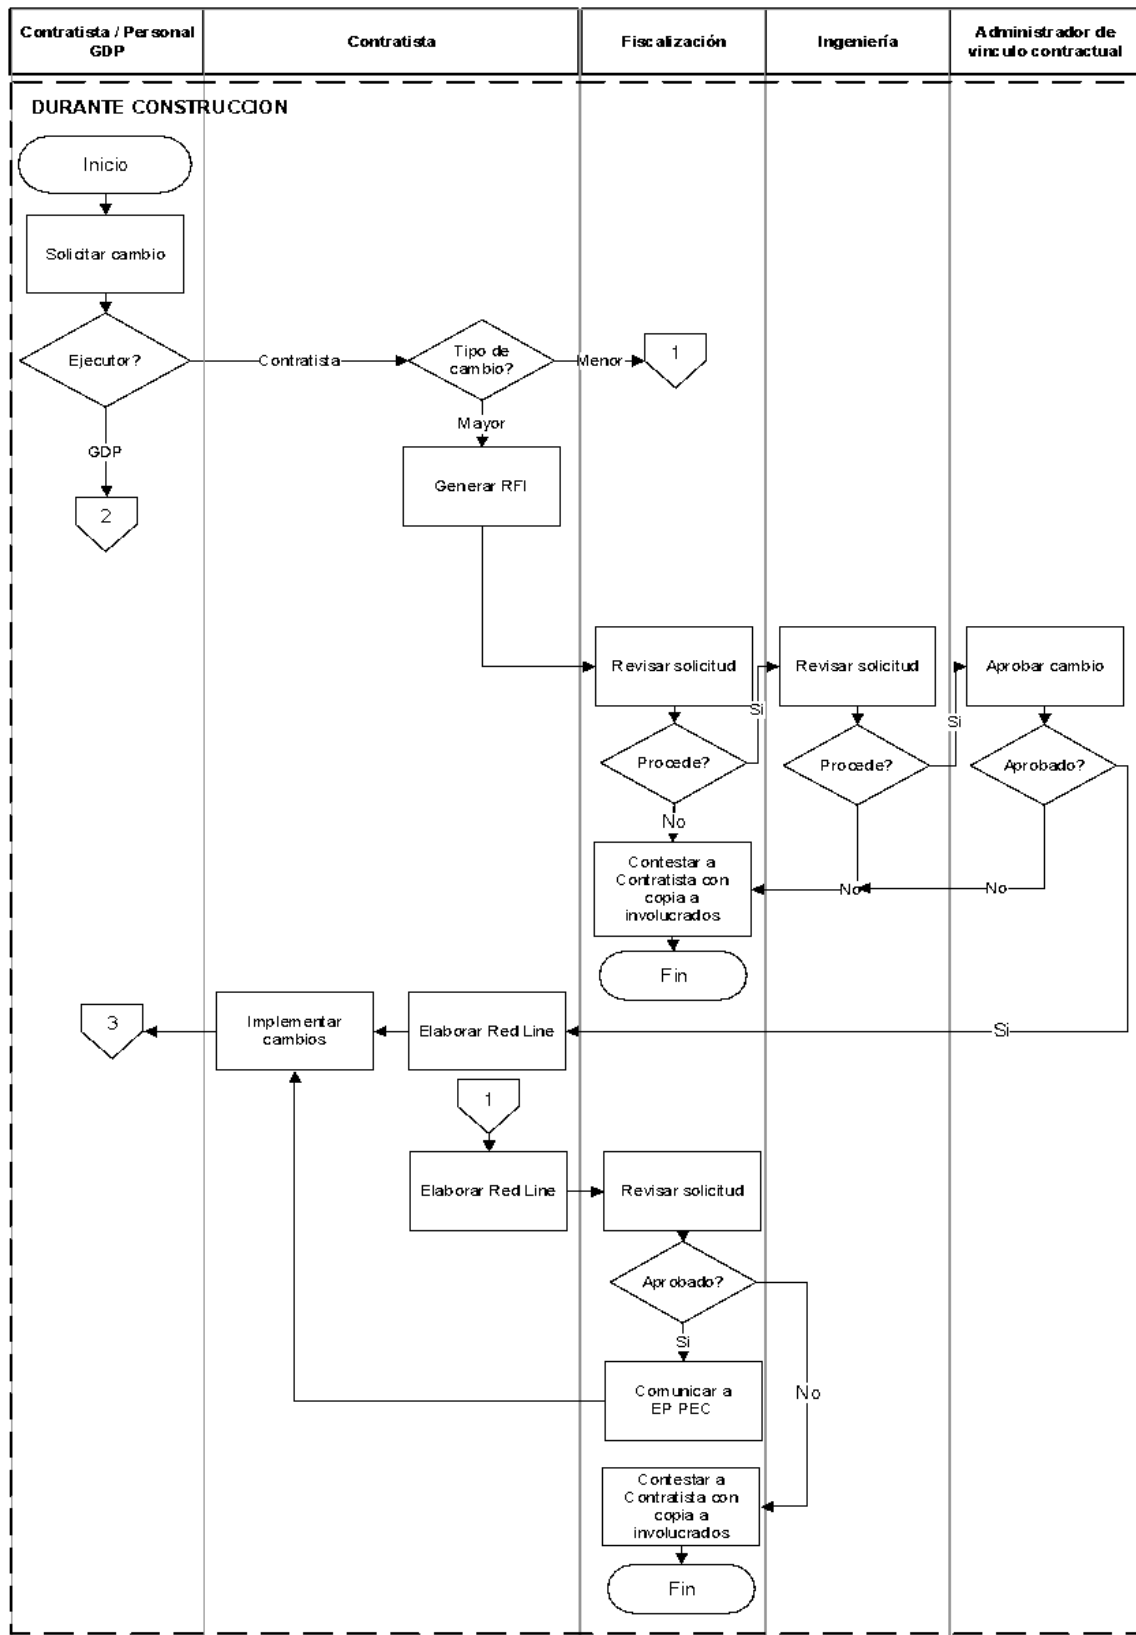 Contratista / Personal
GDP
Contratista
Fiscalización
Ingeniería
Administrador de
vinculo contractual
DURANTE CONSTRUCCION
Inicio
Solicitar cambio
Ejecutor?
Contratista
Tipo de
cambio?
Menor
1
Mayor
GDP
Generar RFI
2
Revisar solicitud
Revisar solicitud
Aprobar cambio
Si
Si
Procede?
Procede?
Aprobado?
No
Contestar a
Contratista con
copia a
involucrados
No
No
Fin
3
Implementar
cambios
Elaborar Red Line
Si
1
Elaborar Red Line
Revisar solicitud
Aprobado?
Si
Comunicar a
EP PEC
No
Contestar a
Contratista con
copia a
involucrados
Fin